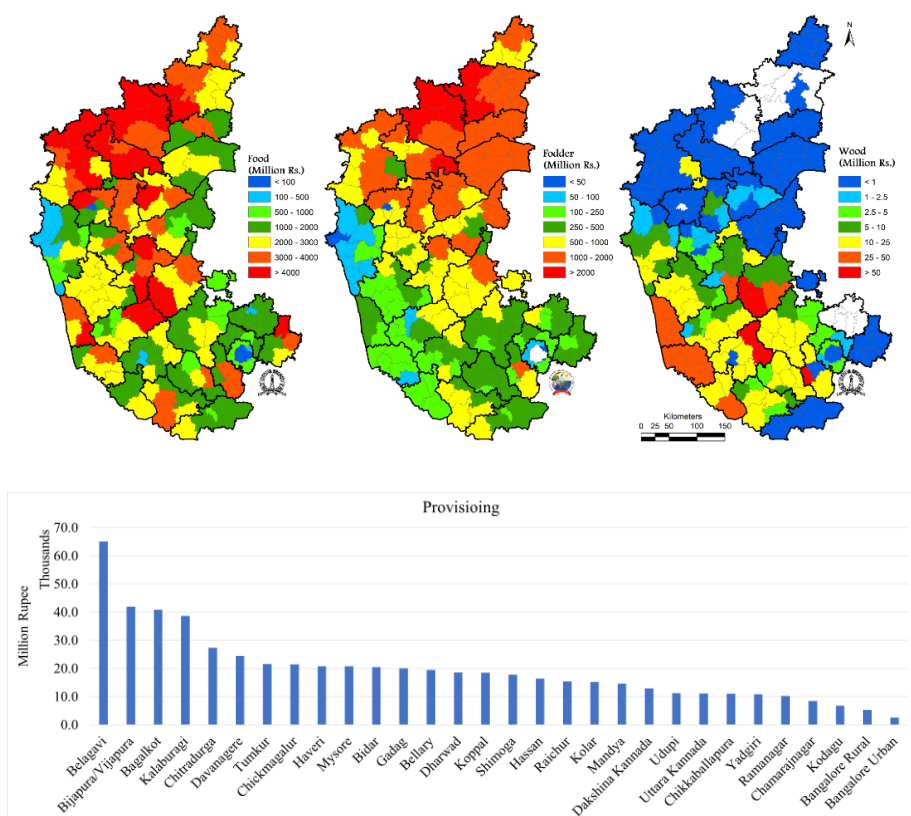 N
Food
(Million Rs.)
< 100
100 - 500
500 - 1000
1000 - 2000
2000 - 3000
3000 - 4000
> 4000
Fodder
(Million Rs.)
< 50
50 - 100
100 - 250
250 - 500
500 - 1000
1000 - 2000
> 2000
Wood
(Million Rs.)
< 1
1 - 2.5
2.5 - 5
5 - 10
10 - 25
25 - 50
> 50
Kilometers
0 25 50 100 150
Provisioing
Million Rupee
Thousands
70.0
60.0
50.0
40.0
30.0
20.0
10.0
0.0
Belagavi
Bijapura/Vijapura
Bagalkot
Kalaburagi
Chitradurga
Davanagere
Tumkur
Chickmagalur
Haveri
Mysore
Bidar
Gadag
Bellary
Dharwad
Koppal
Shimoga
Hassan
Raichur
Kolar
Mandya
Dakshina Kannada
Udupi
Uttara Kannada
Chikkaballapura
Yadgiri
Ramanagar
Chamarajnagar
Kodagu
Bangalore Rural
Bangalore Urban